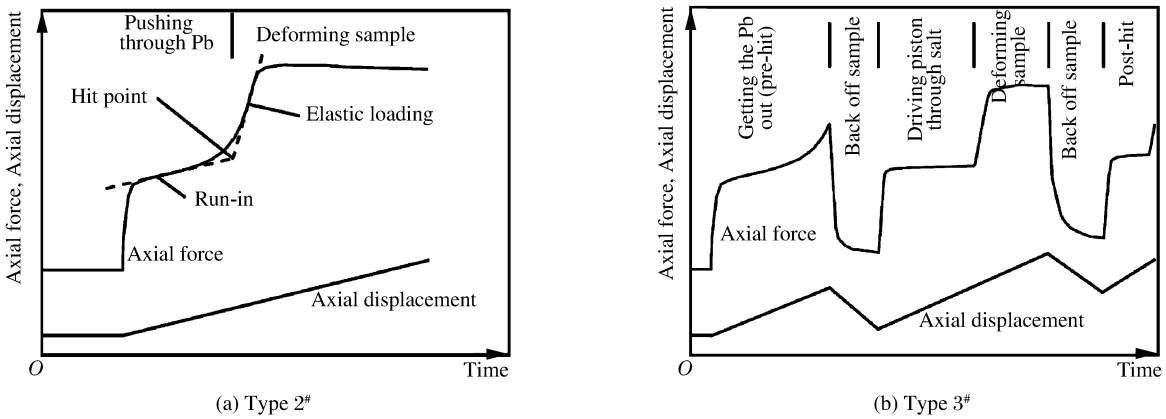 Axial force, Axial displacement
Pushing
through Pb
Deforming sample
Hit point
Elastic loading
Run-in
Axial force
Axial displacement
O
Time
(a) Type 2#
Axial force, Axial displacement
Getting the Pb
out (pre-hit)
Back off sample
Driving piston
through salt
Deforming
sample
Back off sample
Post-hit
Axial force
Axial displacement
O
Time
(b) Type 3#